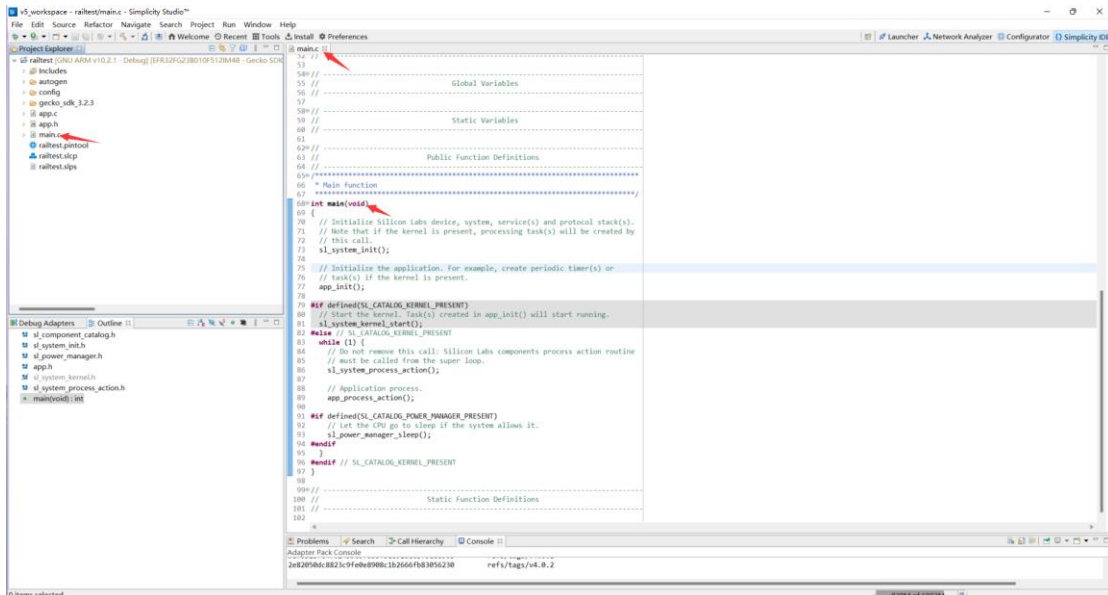 v5_workspace - railtest/main.c - Simplicity Studio™
File Edit Source Refactor Navigate Search Project Run Window Help
Welcome Recent Tools Install Preferences
Launcher Network Analyzer Configurator Simplicity IDE
Project Explorer
railtest [GNU ARM v10.2.1 - Debug] [EFR32FG23B010F512IM48 - Gecko SDK
Includes
autogen
config
gecko_sdk_3.2.3
app.c
app.h
main.c
railtest.pintool
railtest.slcp
railtest.slps
Debug Adapters Outline
sl_component_catalog.h
sl_system_init.h
sl_power_manager.h
app.h
sl_system_kernel.h
sl_system_process_action.h
main(void) : int
main.c
52 // -----------------------------------------------------------------------------
53
54 // -----------------------------------------------------------------------------
55 // Global Variables
56 // -----------------------------------------------------------------------------
57
58 // -----------------------------------------------------------------------------
59 // Static Variables
60 // -----------------------------------------------------------------------------
61
62 // -----------------------------------------------------------------------------
63 // Public Function Definitions
64 // -----------------------------------------------------------------------------
65 /******************************************************************************
66 * Main function
67 *****************************************************************************/
68 int main(void)
69 {
70 // Initialize Silicon Labs device, system, service(s) and protocol stack(s).
71 // Note that if the kernel is present, processing task(s) will be created by
72 // this call.
73 sl_system_init();
74
75 // Initialize the application. For example, create periodic timer(s) or
76 // task(s) if the kernel is present.
77 app_init();
78
79 #if defined(SL_CATALOG_KERNEL_PRESENT)
80 // Start the kernel. Task(s) created in app_init() will start running.
81 sl_system_kernel_start();
82 #else // SL_CATALOG_KERNEL_PRESENT
83 while (1) {
84 // Do not remove this call: Silicon Labs components process action routine
85 // must be called from the super loop.
86 sl_system_process_action();
87
88 // Application process.
89 app_process_action();
90
91 #if defined(SL_CATALOG_POWER_MANAGER_PRESENT)
92 // Let the CPU go to sleep if the system allows it.
93 sl_power_manager_sleep();
94 #endif
95 }
96 #endif // SL_CATALOG_KERNEL_PRESENT
97 }
98
99 // -----------------------------------------------------------------------------
100 // Static Function Definitions
101 // -----------------------------------------------------------------------------
102
Problems Search Call Hierarchy Console
Adapter Pack Console
2e82050dc8823c9fe0e8908c1b2666fb83056230 refs/tags/v4.0.2
0 items selected